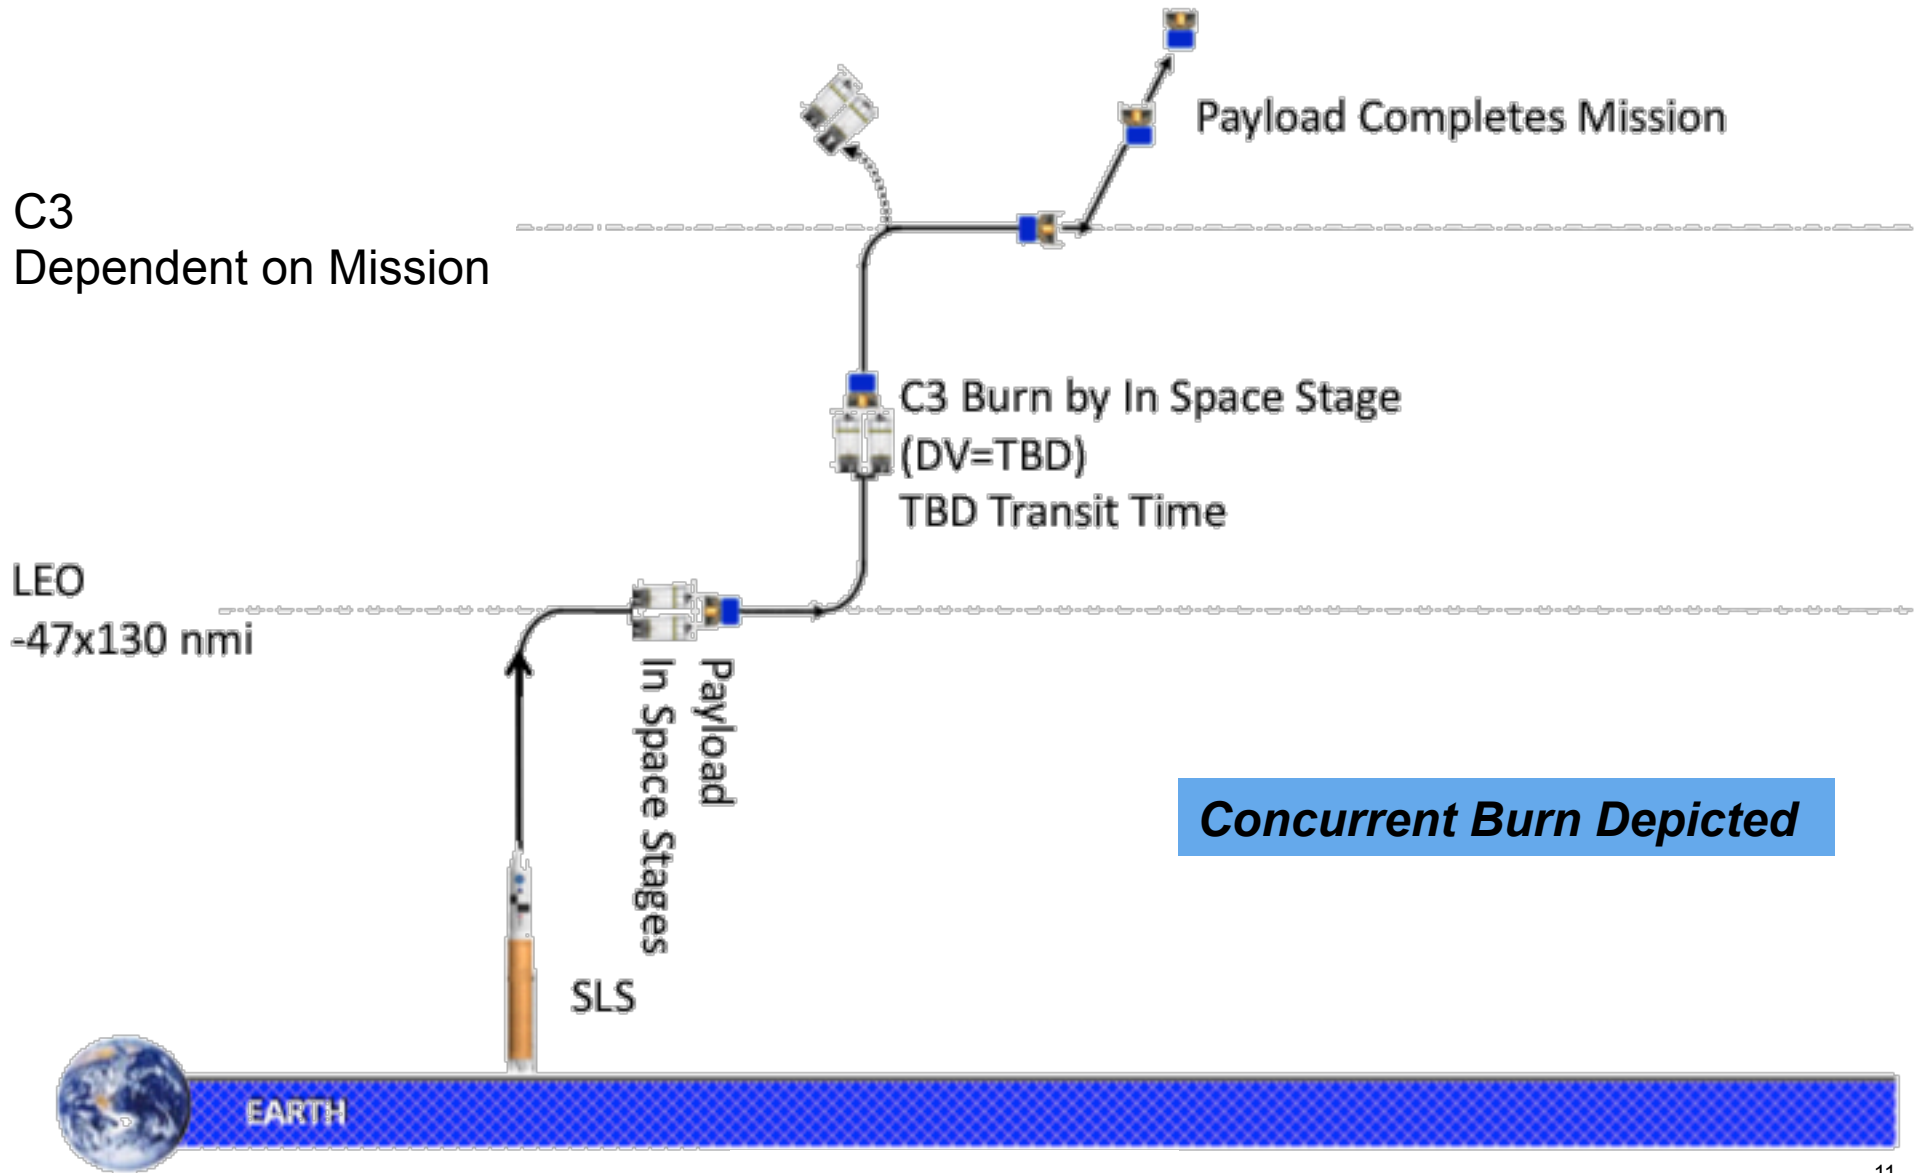 Payload Completes Mission
C3
Dependent on Mission
C3 Burn by In Space Stage
(DV=TBD)
TBD Transit Time
LEO
-47x130 nmi
Payload
In Space Stages
Concurrent Burn Depicted
SLS
EARTH
11